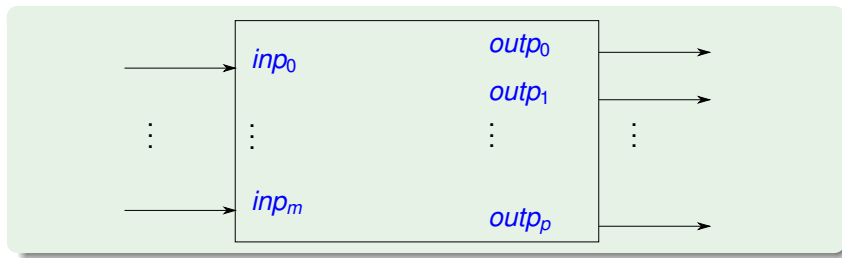 inp₀
⋮
inpₘ
outp₀
outp₁
⋮
outpₚ